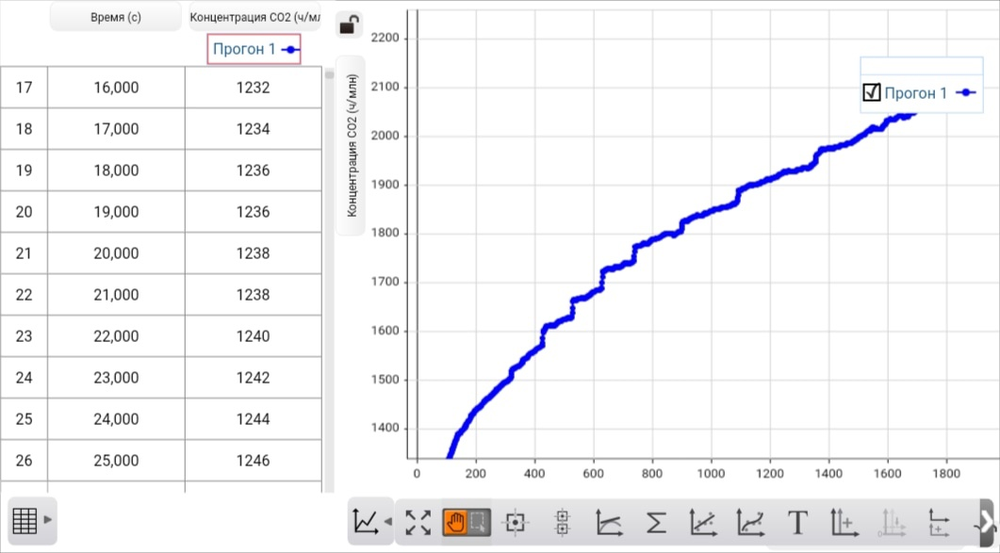 Время (с) Концентрация CO2 (ч/мл
Прогон 1
17 16,000 1232
18 17,000 1234
19 18,000 1236
20 19,000 1236
21 20,000 1238
22 21,000 1238
23 22,000 1240
24 23,000 1242
25 24,000 1244
26 25,000 1246
Концентрация CO2 (ч/млн)
2200
2100
2000
1900
1800
1700
1600
1500
1400
Прогон 1
0 200 400 600 800 1000 1200 1400 1600 1800
Σ T